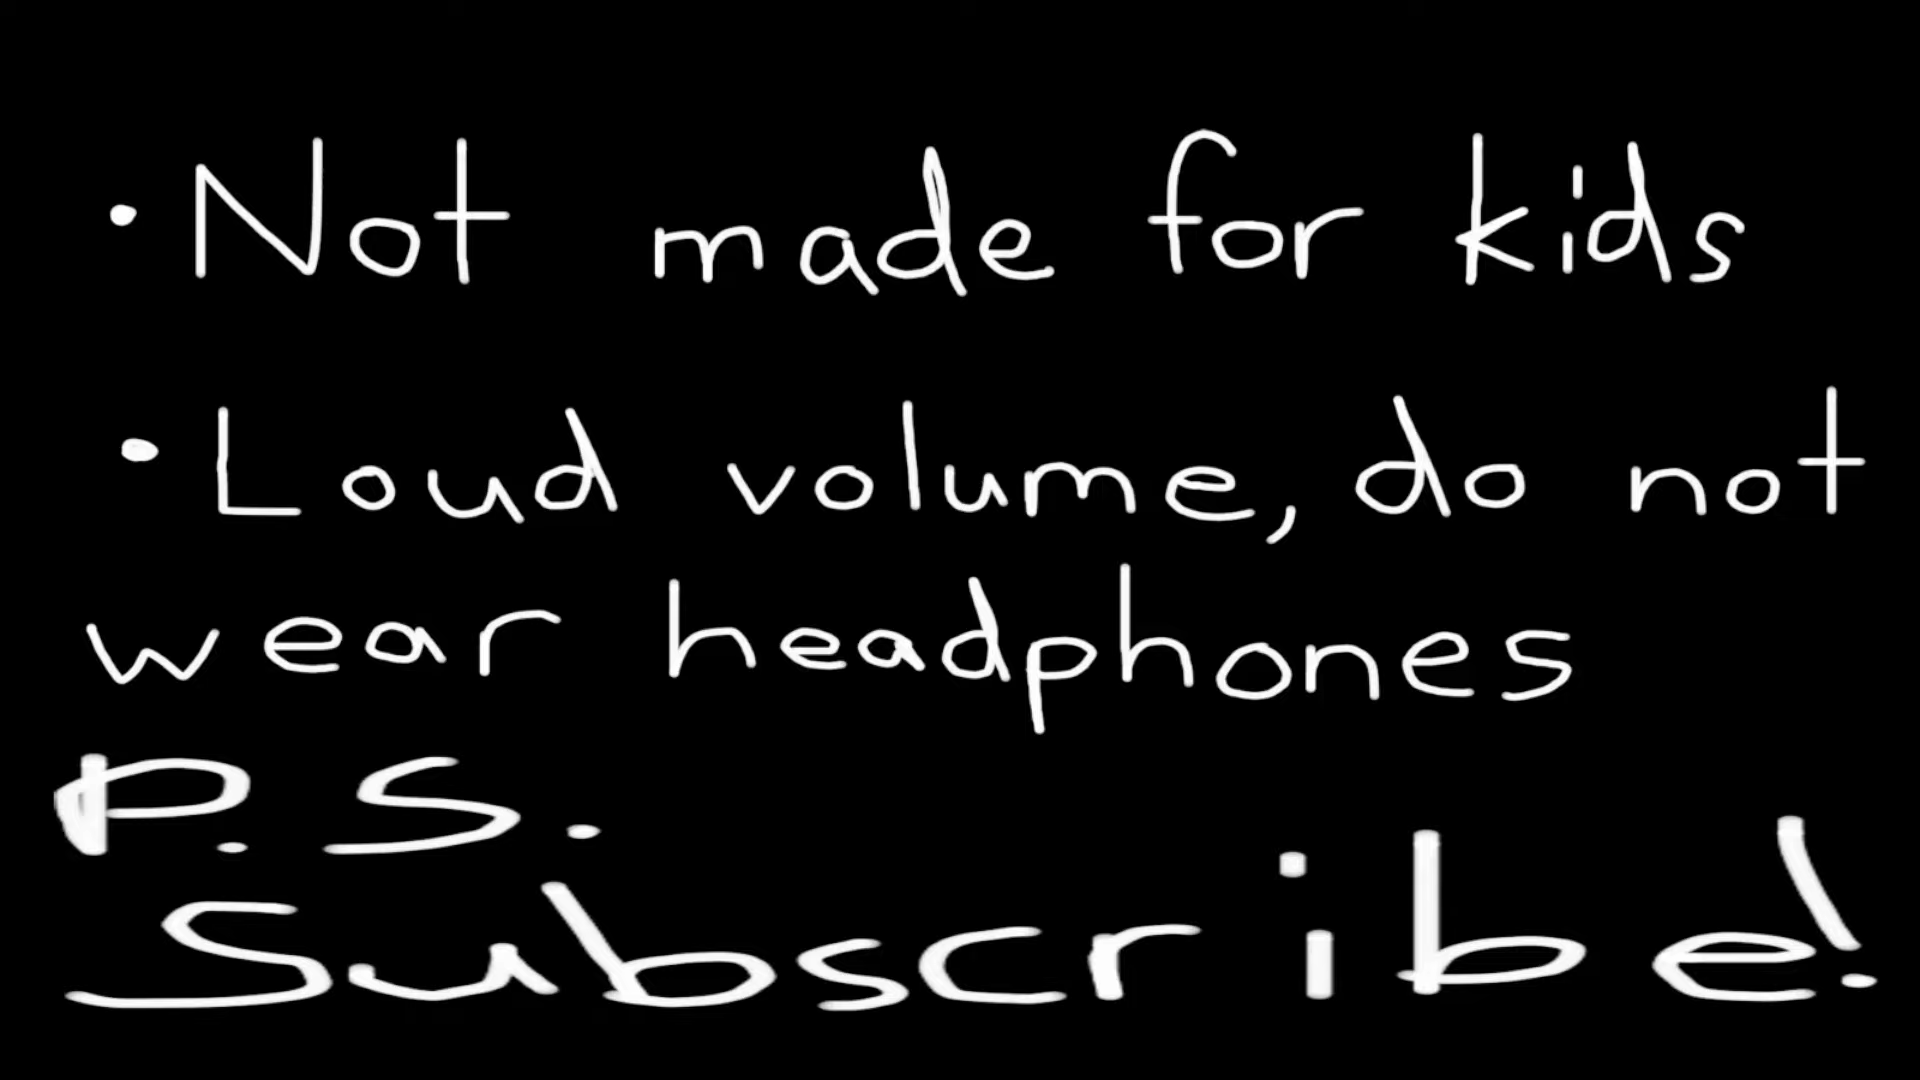 • Not made for kids
• Loud volume, do not
wear headphones
P.S.
Subscribe!